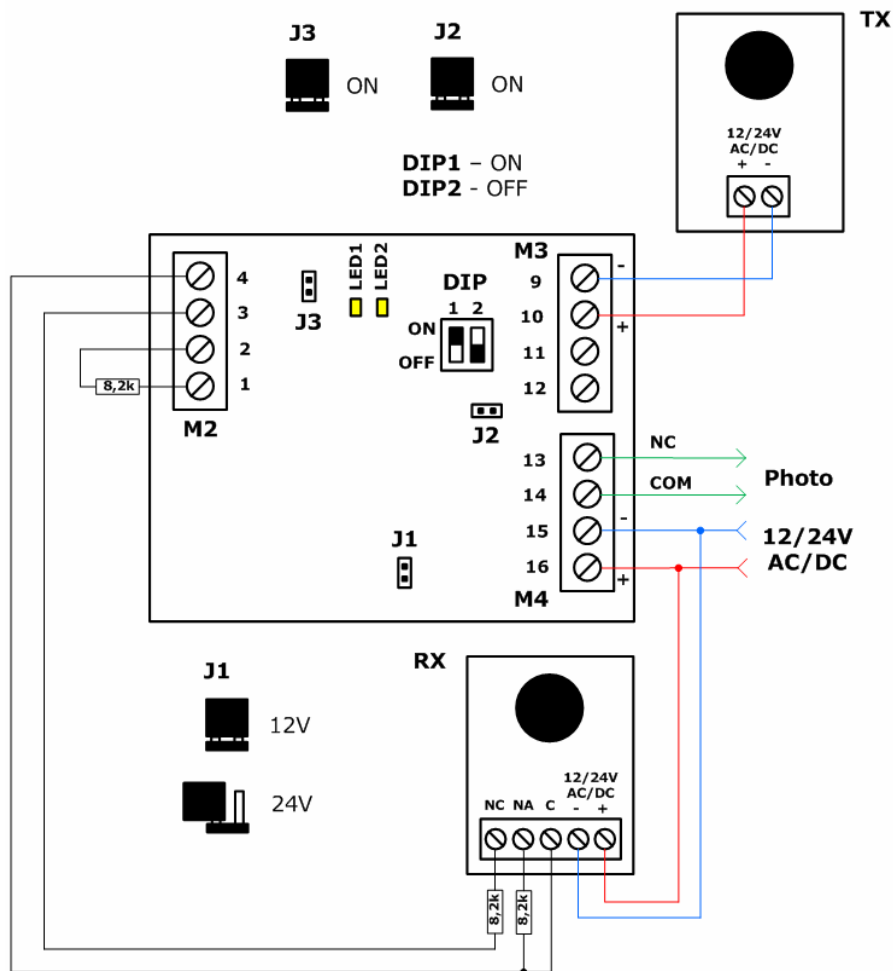 J3
J2
TX
ON
ON
12/24V
AC/DC
+ -
DIP1 – ON
DIP2 - OFF
4
3
2
1
8,2k
M2
J3
LED1
LED2
DIP
1 2
ON
OFF
J2
M3
9
-
10
+
11
12
13
NC
14
COM
Photo
15
-
16
+
12/24V
AC/DC
M4
J1
RX
J1
12V
24V
12/24V
AC/DC
NC NA C - +
8,2k
8,2k